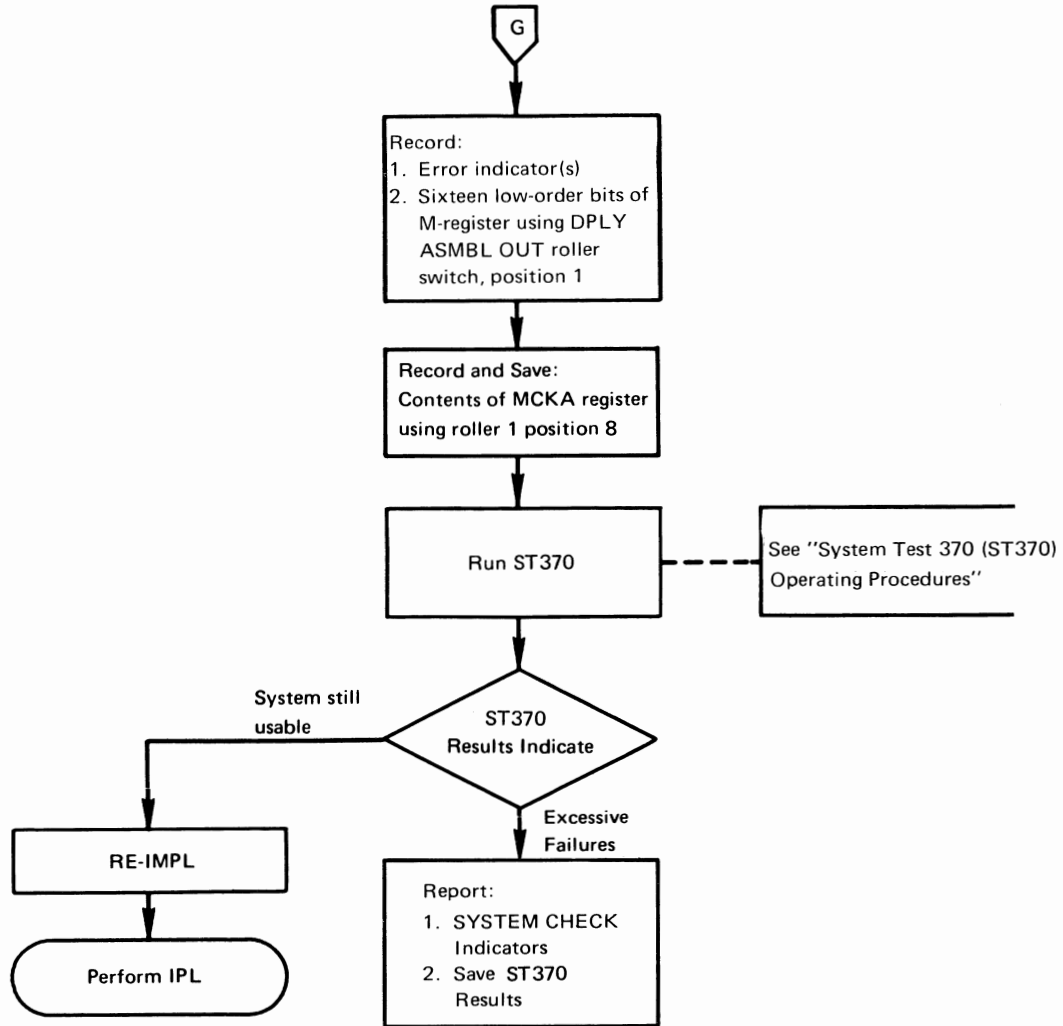 G
Record:
1. Error indicator(s)
2. Sixteen low-order bits of
M-register using DPLY
ASMBL OUT roller
switch, position 1
Record and Save:
Contents of MCKA register
using roller 1 position 8
Run ST370
See "System Test 370 (ST370)
Operating Procedures"
System still
usable
ST370
Results Indicate
Excessive
Failures
RE-IMPL
Perform IPL
Report:
1. SYSTEM CHECK
Indicators
2. Save ST370
Results